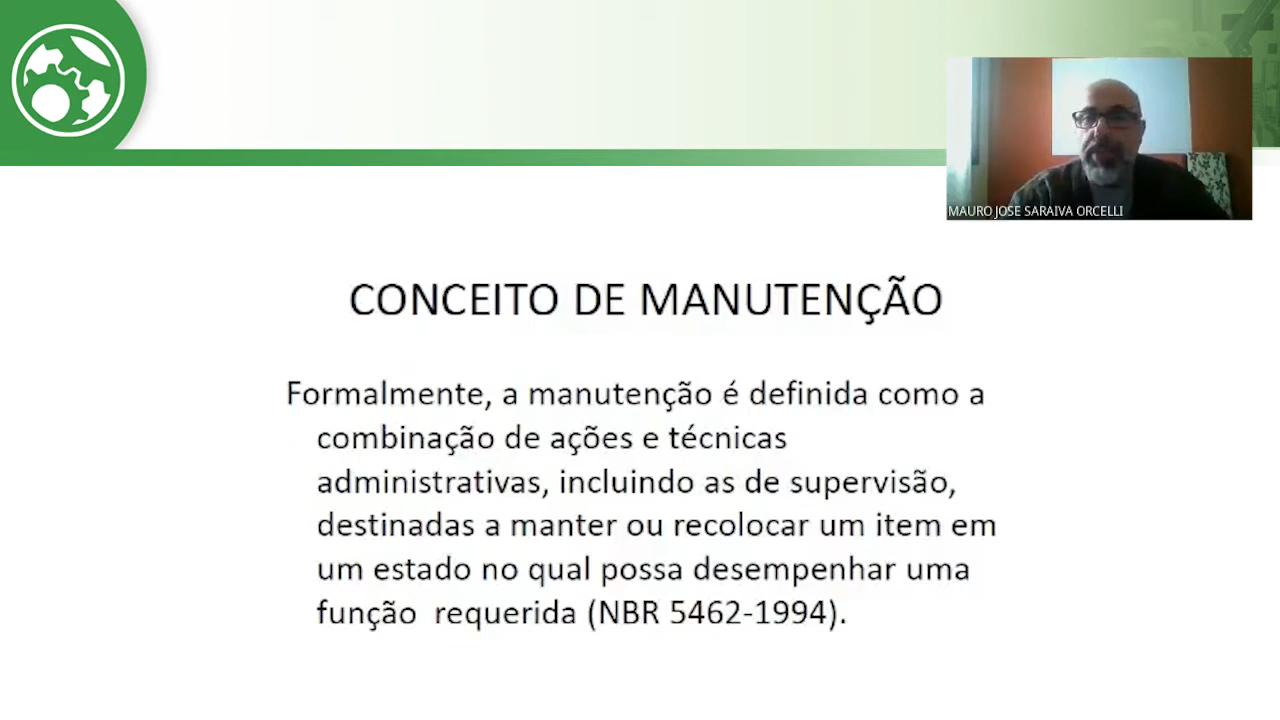 MAURO JOSE SARAIVA ORCELLI
CONCEITO DE MANUTENÇÃO
Formalmente, a manutenção é definida como a
combinação de ações e técnicas
administrativas, incluindo as de supervisão,
destinadas a manter ou recolocar um item em
um estado no qual possa desempenhar uma
função requerida (NBR 5462-1994).